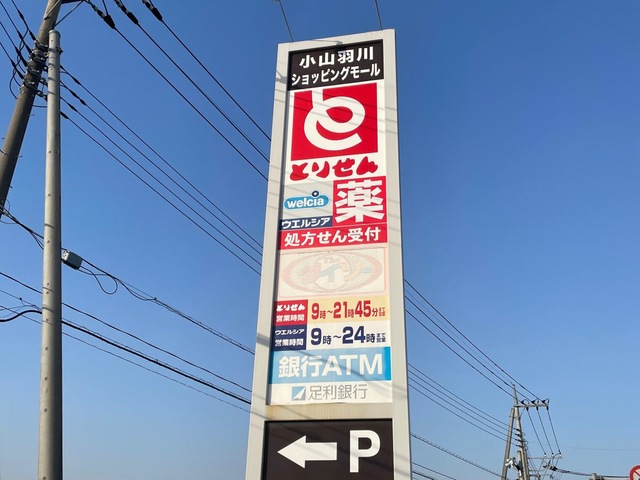 小山羽川
ショッピングモール
と
とりせん
welcia
ウエルシア
薬
処方せん受付
とりせん
営業時間
9時～21時45分
ウエルシア
営業時間
9時～24時
銀行ATM
足利銀行
P